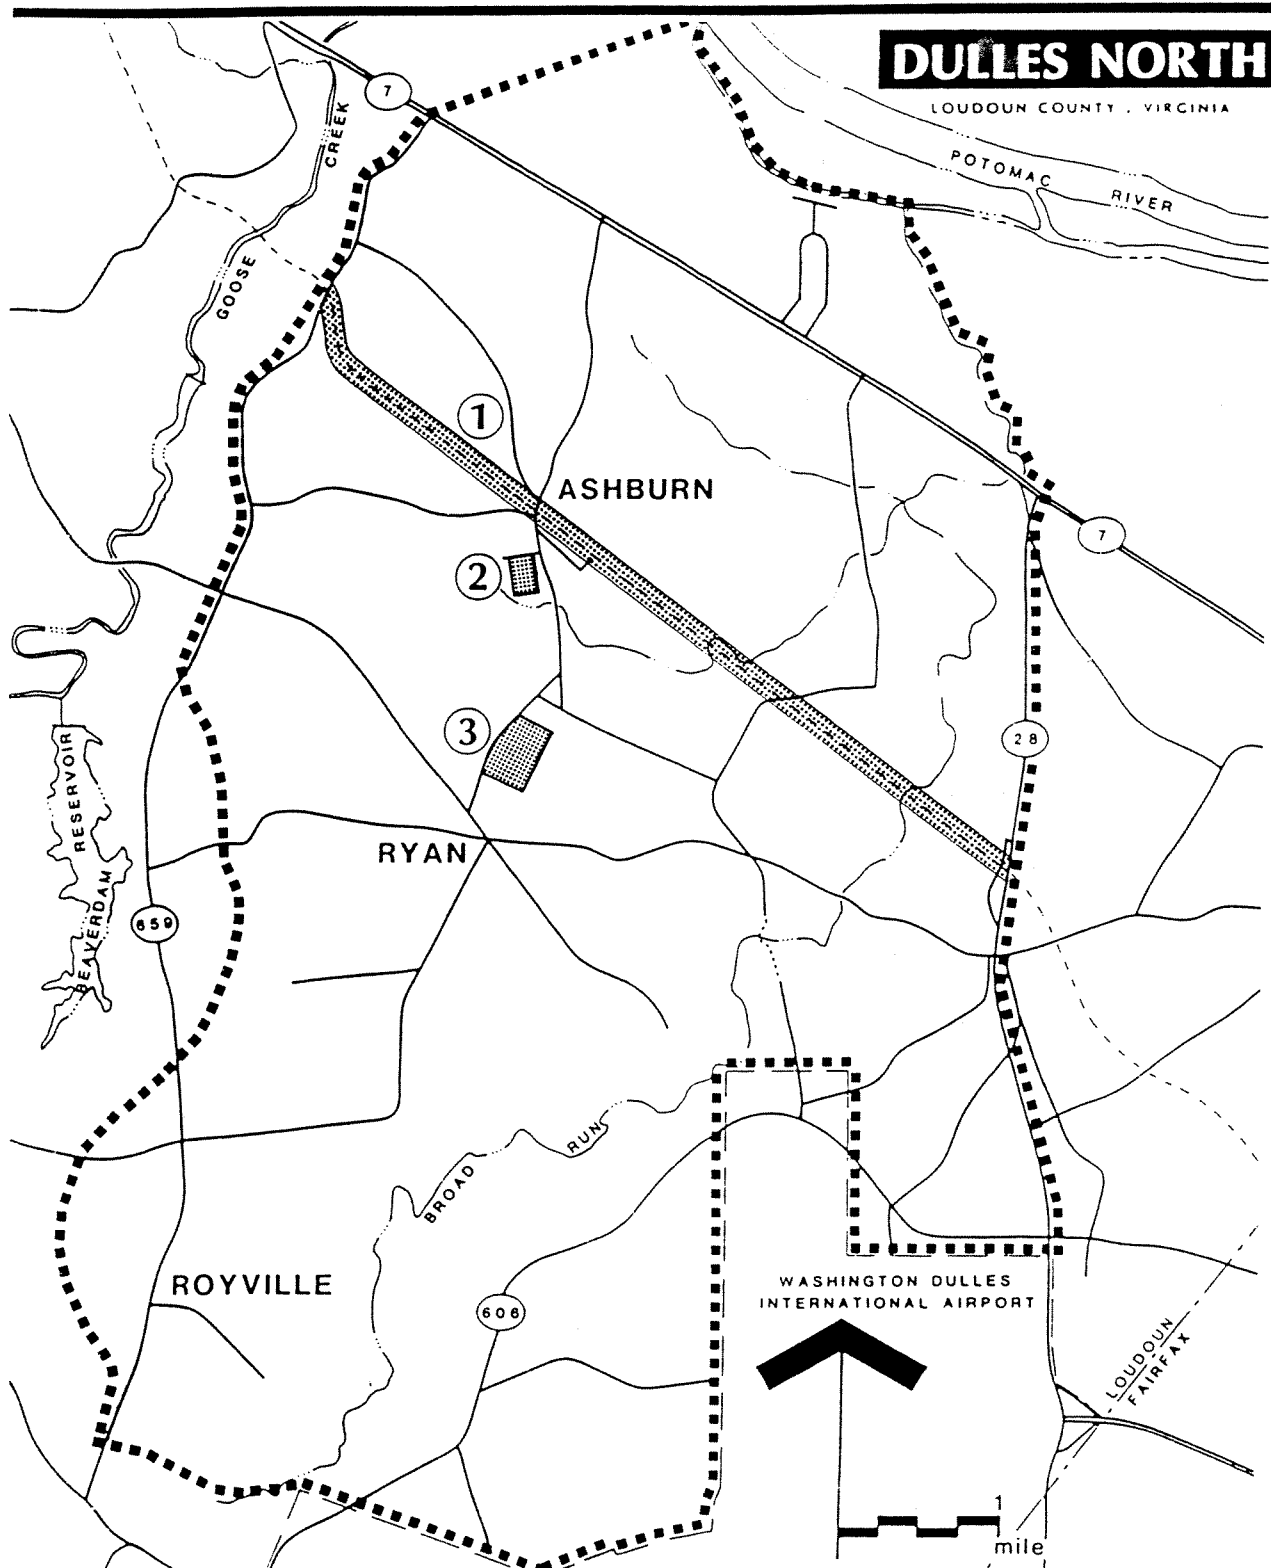 DULLES NORTH
LOUDOUN COUNTY, VIRGINIA
7
GOOSE CREEK
POTOMAC RIVER
1
ASHBURN
7
2
3
28
BEAVERDAM RESERVOIR
RYAN
659
BROAD RUN
ROYVILLE
606
WASHINGTON DULLES
INTERNATIONAL AIRPORT
LOUDOUN
FAIRFAX
1
mile